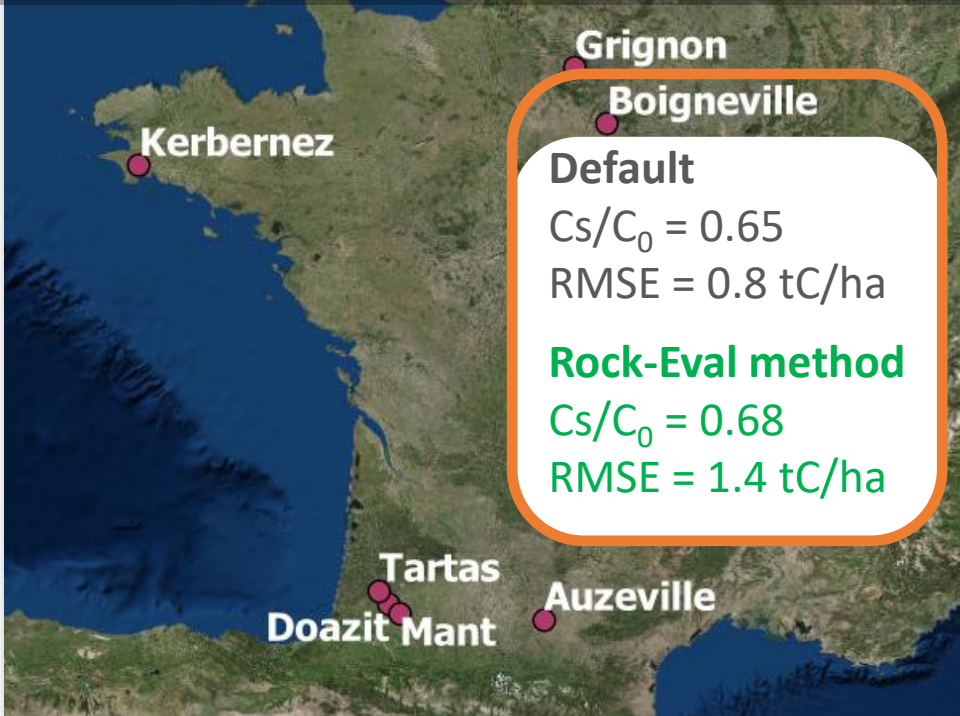 Grignon
Boigneville
Kerbernez
Default
Cs/C₀ = 0.65
RMSE = 0.8 tC/ha
Rock-Eval method
Cs/C₀ = 0.68
RMSE = 1.4 tC/ha
Tartas
Auzeville
Doazit Mant